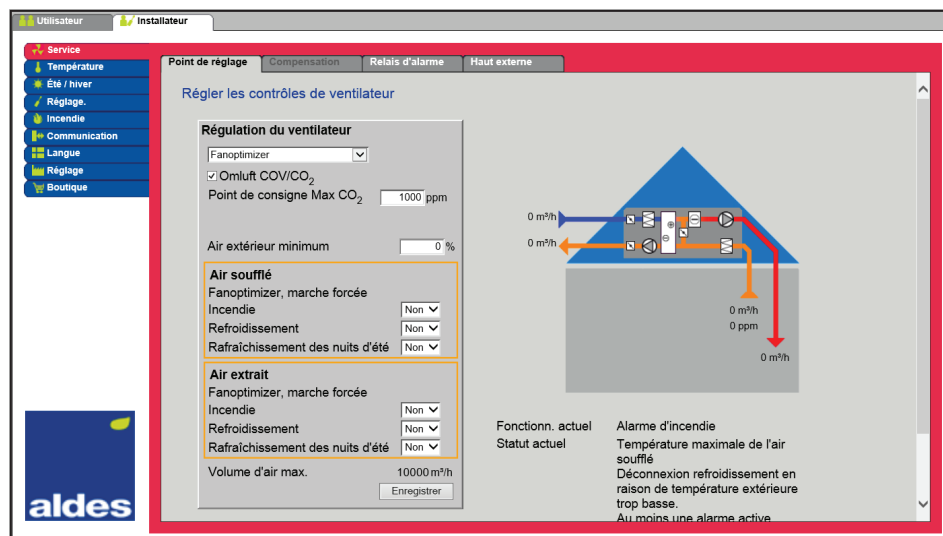 Utilisateur
Installateur
Service
Température
Été / hiver
Réglage.
Incendie
Communication
Langue
Réglage
Boutique
Point de réglage
Compensation
Relais d'alarme
Haut externe
Régler les contrôles de ventilateur
Régulation du ventilateur
Fanoptimizer
Omluft COV/CO2
Point de consigne Max CO2 1000 ppm
Air extérieur minimum 0 %
Air soufflé
Fanoptimizer, marche forcée
Incendie Non
Refroidissement Non
Rafraîchissement des nuits d'été Non
Air extrait
Fanoptimizer, marche forcée
Incendie Non
Refroidissement Non
Rafraîchissement des nuits d'été Non
Volume d'air max. 10000 m³/h
Enregistrer
0 m³/h
0 m³/h
0 m³/h
0 ppm
0 m³/h
Fonctionn. actuel Alarme d'incendie
Statut actuel Température maximale de l'air
soufflé
Déconnexion refroidissement en
raison de température extérieure
trop basse.
Au moins une alarme active
aldes